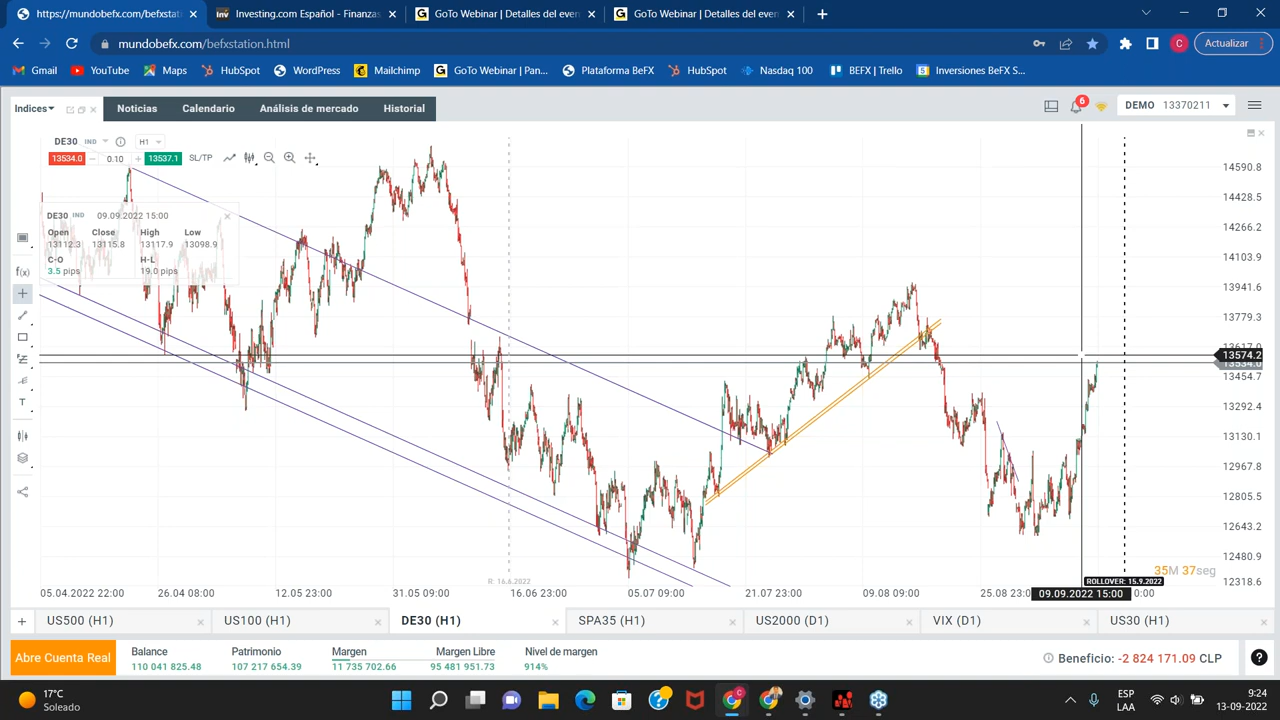 https://mundobefx.com/befxstation
Investing.com Español - Finanzas,
GoTo Webinar | Detalles del even
GoTo Webinar | Detalles del even
mundobefx.com/befxstation.html
C
Actualizar
Gmail
YouTube
Maps
HubSpot
WordPress
Mailchimp
GoTo Webinar | Pan...
Plataforma BeFX
HubSpot
Nasdaq 100
BEFX | Trello
Inversiones BeFX S...
Indices
Noticias
Calendario
Análisis de mercado
Historial
6
DEMO 13370211
DE30 IND H1
13534.0 0.10 13537.1 SL/TP
DE30 IND 09.09.2022 15:00
Open Close High Low
13112.3 13115.8 13117.9 13098.9
C-O H-L
3.5 pips 19.0 pips
f(x)
T
14590.8
14428.5
14266.2
14103.9
13941.6
13779.3
13617.0
13574.2
13534.0
13454.7
13292.4
13130.1
12967.8
12805.5
12643.2
12480.9
12318.6
35M 37seg
R: 16.6.2022
ROLLOVER: 15.9.2022
05.04.2022 22:00
26.04 08:00
12.05 23:00
31.05 09:00
16.06 23:00
05.07 09:00
21.07 23:00
09.08 09:00
25.08 23:00
09.09.2022 15:00
0:00
US500 (H1)
US100 (H1)
DE30 (H1)
SPA35 (H1)
US2000 (D1)
VIX (D1)
US30 (H1)
Abre Cuenta Real
Balance Patrimonio Margen Margen Libre Nivel de margen
110 041 825.48 107 217 654.39 11 735 702.66 95 481 951.73 914%
Beneficio: -2 824 171.09 CLP
17°C
Soleado
ESP
LAA
9:24
13-09-2022